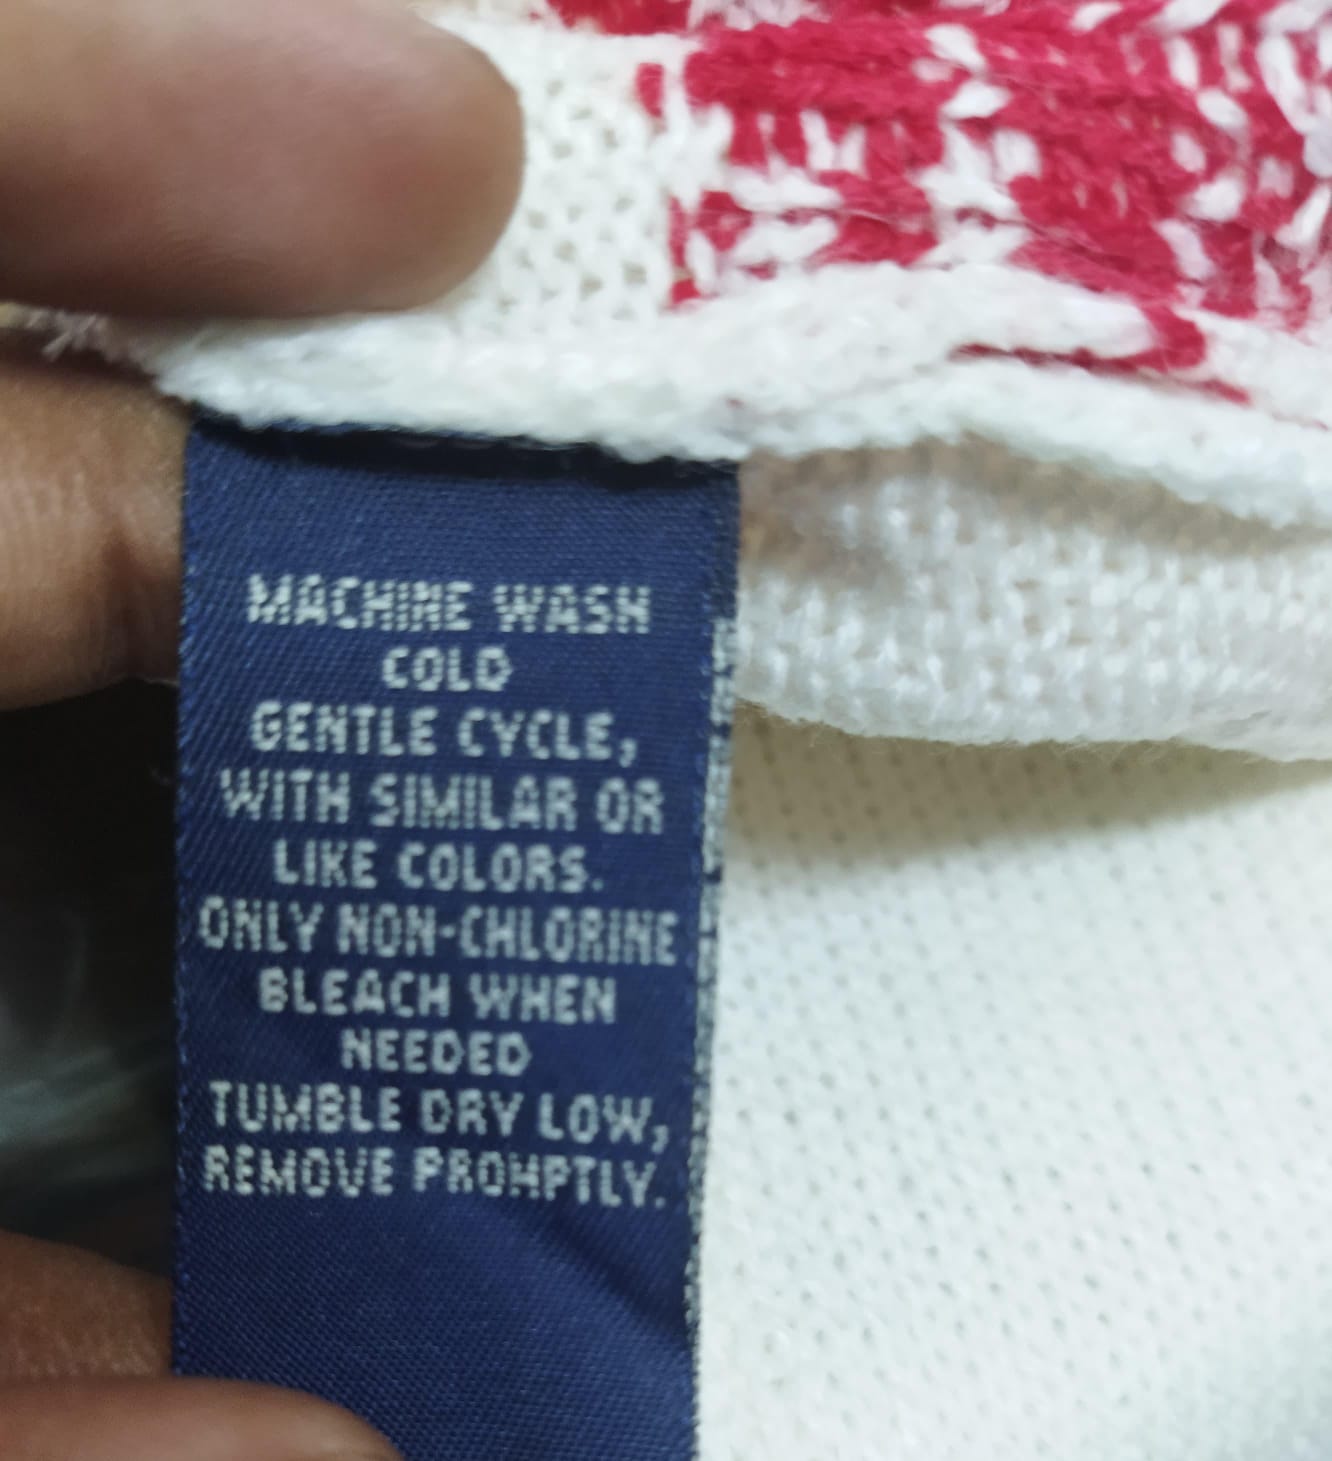 MACHINE WASH
COLD
GENTLE CYCLE,
WITH SIMILAR OR
LIKE COLORS.
ONLY NON-CHLORINE
BLEACH WHEN
NEEDED
TUMBLE DRY LOW,
REMOVE PROMPTLY.